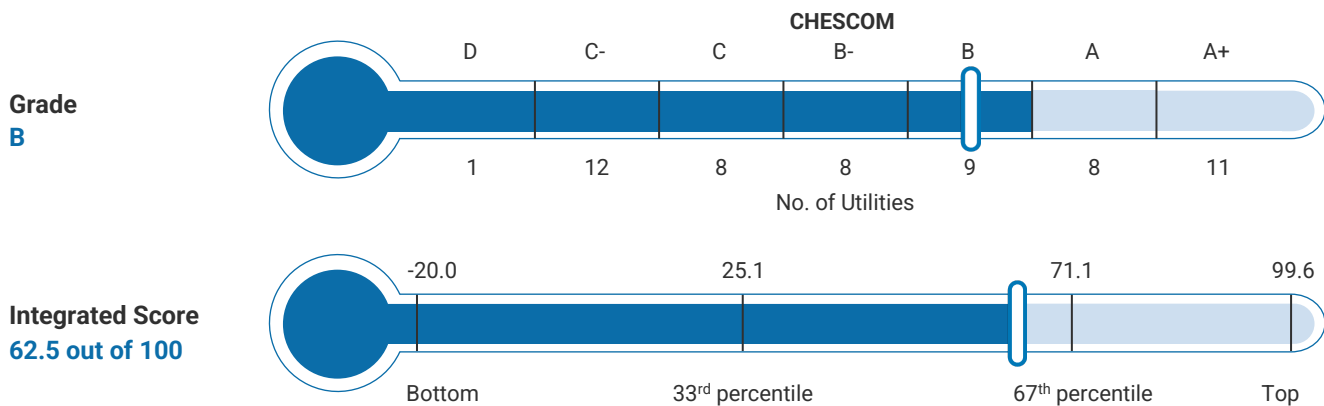 CHESCOM
D C- C B- B A A+
Grade
B
1 12 8 8 9 8 11
No. of Utilities
-20.0 25.1 71.1 99.6
Integrated Score
62.5 out of 100
Bottom 33rd percentile 67th percentile Top